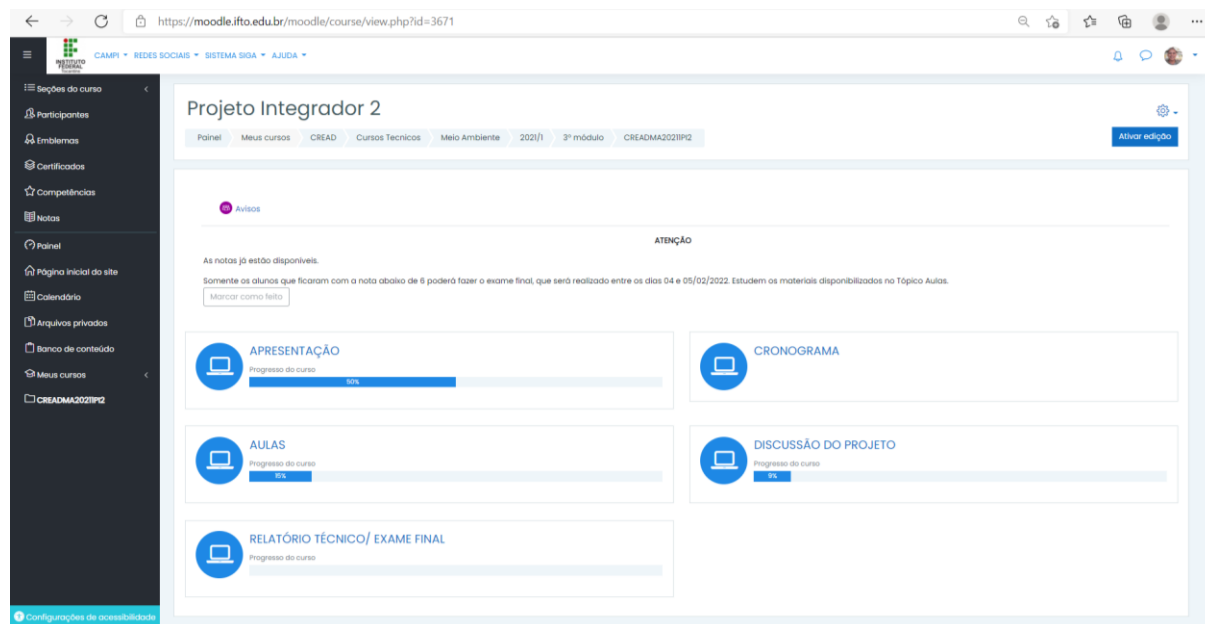 https://moodle.ifto.edu.br/moodle/course/view.php?id=3671
INSTITUTO
FEDERAL
CAMPI REDES SOCIAIS SISTEMA SIGA AJUDA
Seções do curso
Participantes
Emblemas
Certificados
Competências
Notas
Painel
Página inicial do site
Calendário
Arquivos privados
Banco de conteúdo
Meus cursos
CREADMA20211PI2
Configurações de acessibilidade
Projeto Integrador 2
Painel Meus cursos CREAD Cursos Tecnicos Meio Ambiente 2021/1 3º módulo CREADMA20211PI2
Ativar edição
Avisos
ATENÇÃO
As notas já estão disponíveis.
Somente os alunos que ficaram com a nota abaixo de 6 poderá fazer o exame final, que será realizado entre os dias 04 e 05/02/2022. Estudem os materiais disponibilizados no Tópico Aulas.
Marcar como feito
APRESENTAÇÃO
Progresso do curso
50%
CRONOGRAMA
AULAS
Progresso do curso
15%
DISCUSSÃO DO PROJETO
Progresso do curso
9%
RELATÓRIO TÉCNICO/ EXAME FINAL
Progresso do curso